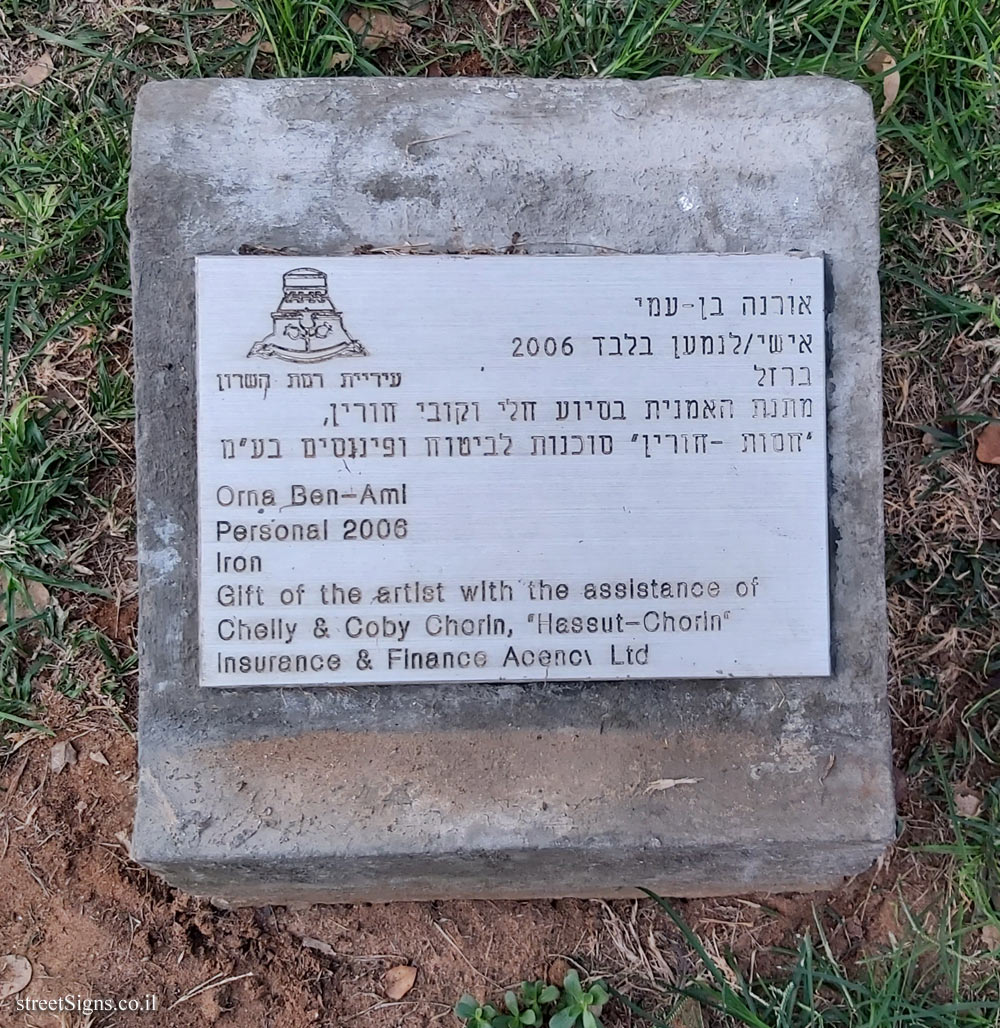 אורנה בן-עמי
אישי/לנמען בלבד 2006
ברזל
עיריית רמת השרון
מתנת האמנית בסיוע חלי וקובי חורין,
"חסות -חורין" סוכנות לביטוח ופיננסים בע"מ
Orna Ben-Ami
Personal 2006
Iron
Gift of the artist with the assistance of
Chelly & Coby Chorin, "Hassut-Chorin"
Insurance & Finance Agency Ltd
streetSigns.co.il